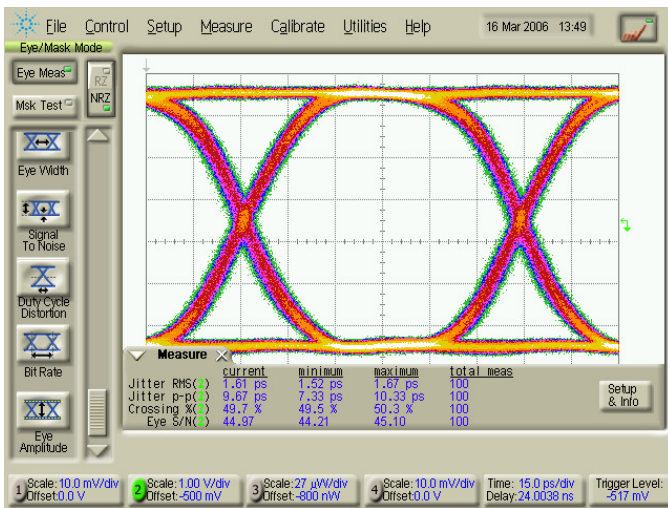 File Control Setup Measure Calibrate Utilities Help 16 Mar 2006 13:49
Eye/Mask Mode
Eye Meas
RZ
NRZ
Msk Test
Eye Width
Signal
To Noise
Duty Cycle
Distortion
Bit Rate
Eye
Amplitude
Measure
current minimum maximum total meas
Jitter RMS(2) 1.61 ps 1.52 ps 1.67 ps 100
Jitter p-p(2) 9.67 ps 7.33 ps 10.33 ps 100
Crossing %(2) 49.7 % 49.5 % 50.3 % 100
Eye S/N(2) 44.97 44.21 45.10 100
Setup
& Info
1 Scale:10.0 mV/div
Offset:0.0 V
2 Scale:1.00 V/div
Offset:-500 mV
3 Scale:27 µW/div
Offset:-800 nW
4 Scale:10.0 mV/div
Offset:0.0 V
Time: 15.0 ps/div
Delay:24.0038 ns
Trigger Level:
-517 mV